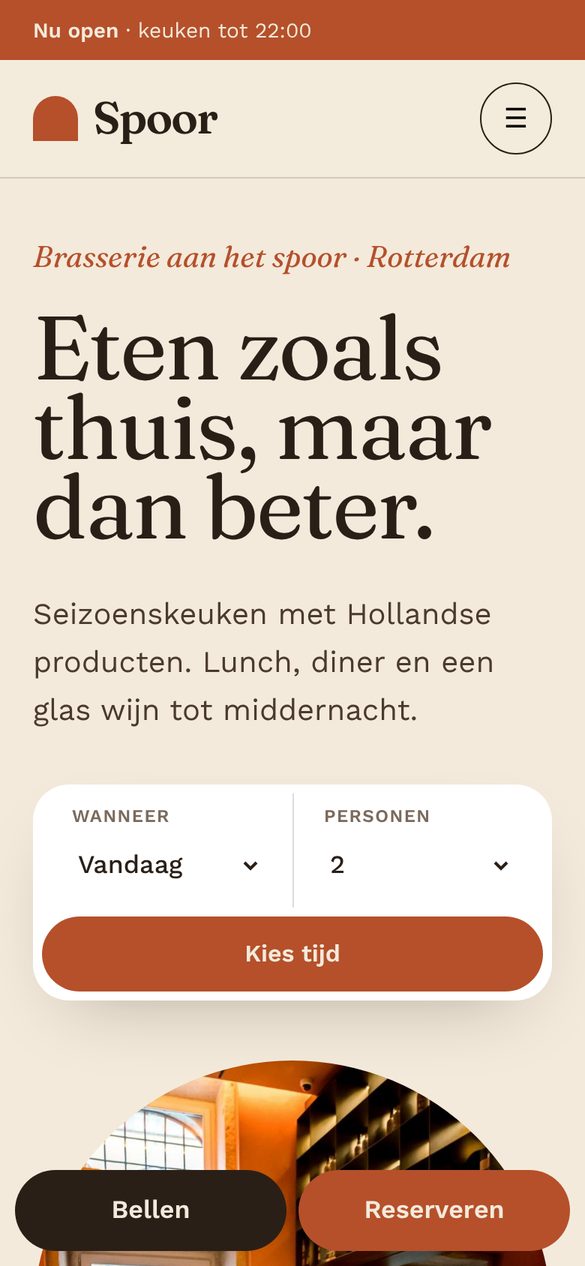 Nu open · keuken tot 22:00
Spoor
Brasserie aan het spoor · Rotterdam
Eten zoals
thuis, maar
dan beter.
Seizoenskeuken met Hollandse
producten. Lunch, diner en een
glas wijn tot middernacht.
WANNEER
Vandaag
PERSONEN
2
Kies tijd
Bellen
Reserveren